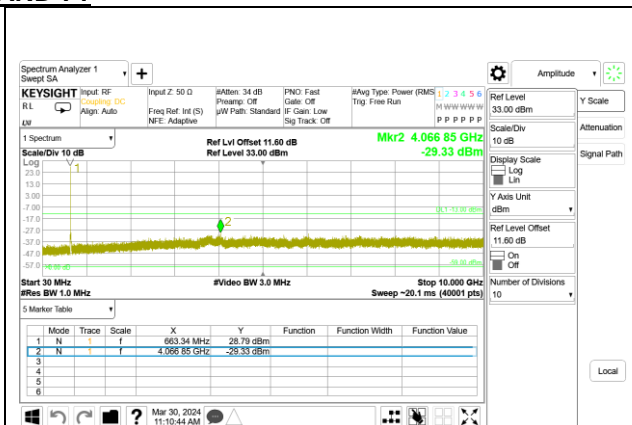 Spectrum Analyzer 1
Swept SA
Amplitude
KEYSIGHT Input: RF Input Z: 50 Ω #Atten: 34 dB PNO: Fast #Avg Type: Power (RMS 1 2 3 4 5 6
RL Coupling: DC Preamp: Off Gate: Off Trig: Free Run M W W W W W
Align: Auto Freq Ref: Int (S) µW Path: Standard IF Gain: Low
NFE: Adaptive Sig Track: Off P P P P P P
Ref Level
33.00 dBm
Y Scale
Scale/Div
10 dB
Attenuation
Display Scale
Log
Lin
Signal Path
Y Axis Unit
dBm
Ref Level Offset
11.60 dB
On
Off
Number of Divisions
10
Local
1 Spectrum Ref Lvl Offset 11.60 dB Mkr2 4.066 85 GHz
Scale/Div 10 dB Ref Level 33.00 dBm -29.33 dBm
Log
1
23.0
13.0
3.00
-7.00
DL1 -13.00 dBm
-17.0
2
-27.0
-37.0
-47.0
-57.0
Start 30 MHz #Video BW 3.0 MHz Stop 10.000 GHz
#Res BW 1.0 MHz Sweep ~20.1 ms (40001 pts)
5 Marker Table
Mode Trace Scale X Y Function Function Width Function Value
1 N 1 f 663.34 MHz 28.79 dBm
2 N 1 f 4.066 85 GHz -29.33 dBm
3
4
5
6
? Mar 30, 2024
11:10:44 AM